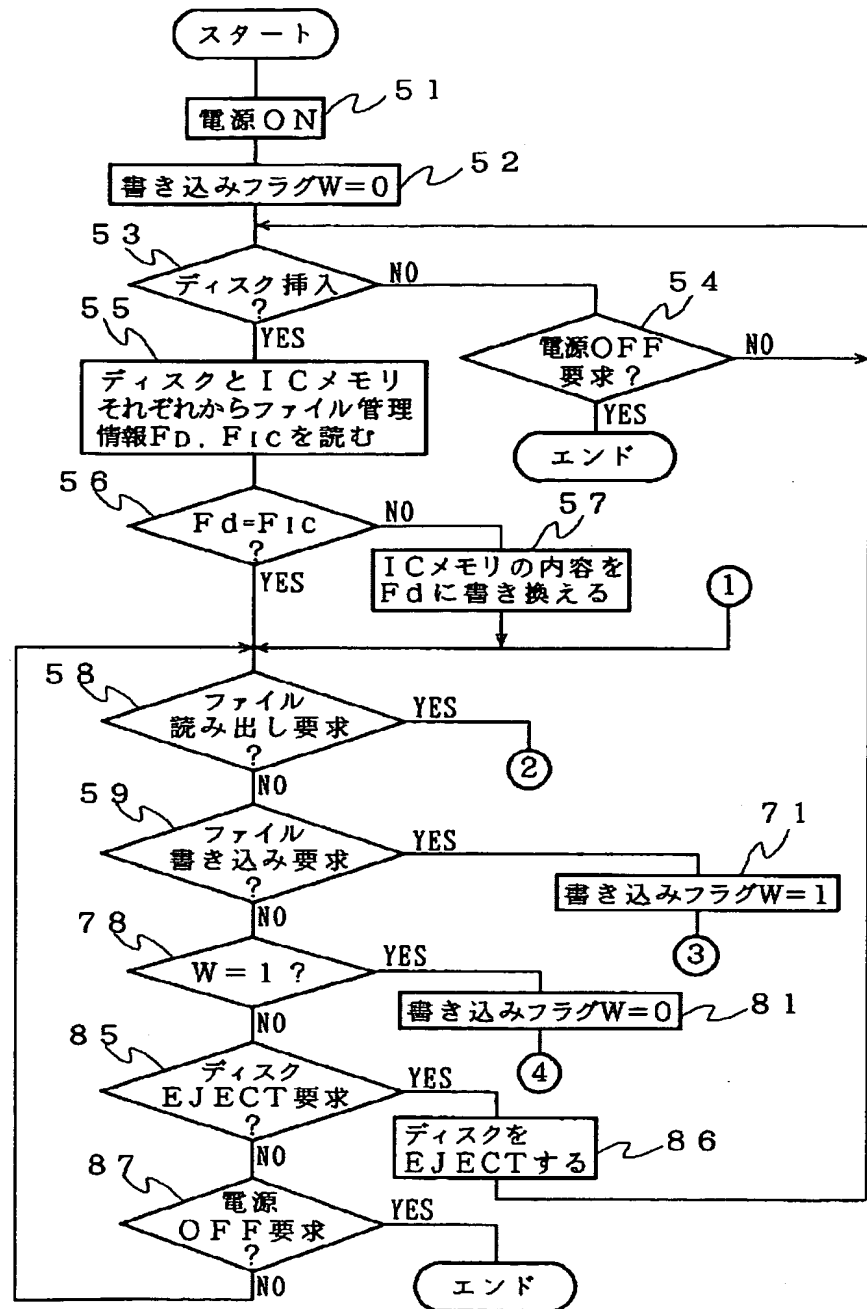 スタート
51
電源ON
52
書き込みフラグW=0
53
ディスク挿入
?
NO
YES
54
電源OFF
要求?
NO
YES
エンド
55
ディスクとICメモリ
それぞれからファイル管理
情報FD, FICを読む
56
Fd=FIC
?
NO
YES
57
ICメモリの内容を
Fdに書き換える
①
58
ファイル
読み出し要求
?
YES
②
NO
59
ファイル
書き込み要求
?
YES
NO
71
書き込みフラグW=1
③
78
W=1?
YES
NO
書き込みフラグW=0
81
④
85
ディスク
EJECT要求
?
YES
NO
ディスクを
EJECTする
86
87
電源
OFF要求
?
YES
NO
エンド